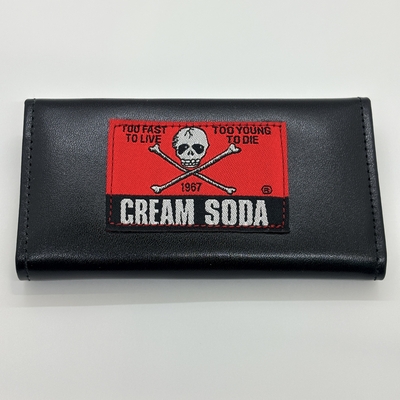 TOO FAST TOO YOUNG
TO LIVE TO DIE
1967
®
CREAM SODA